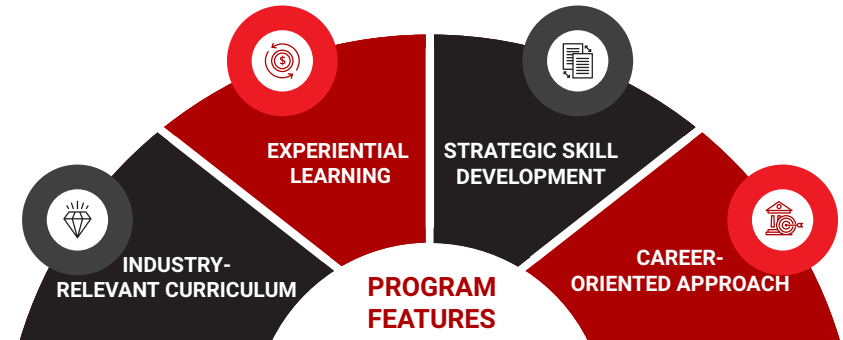 EXPERIENTIAL
LEARNING
STRATEGIC SKILL
DEVELOPMENT
INDUSTRY-
RELEVANT CURRICULUM
CAREER-
ORIENTED APPROACH
PROGRAM
FEATURES
$